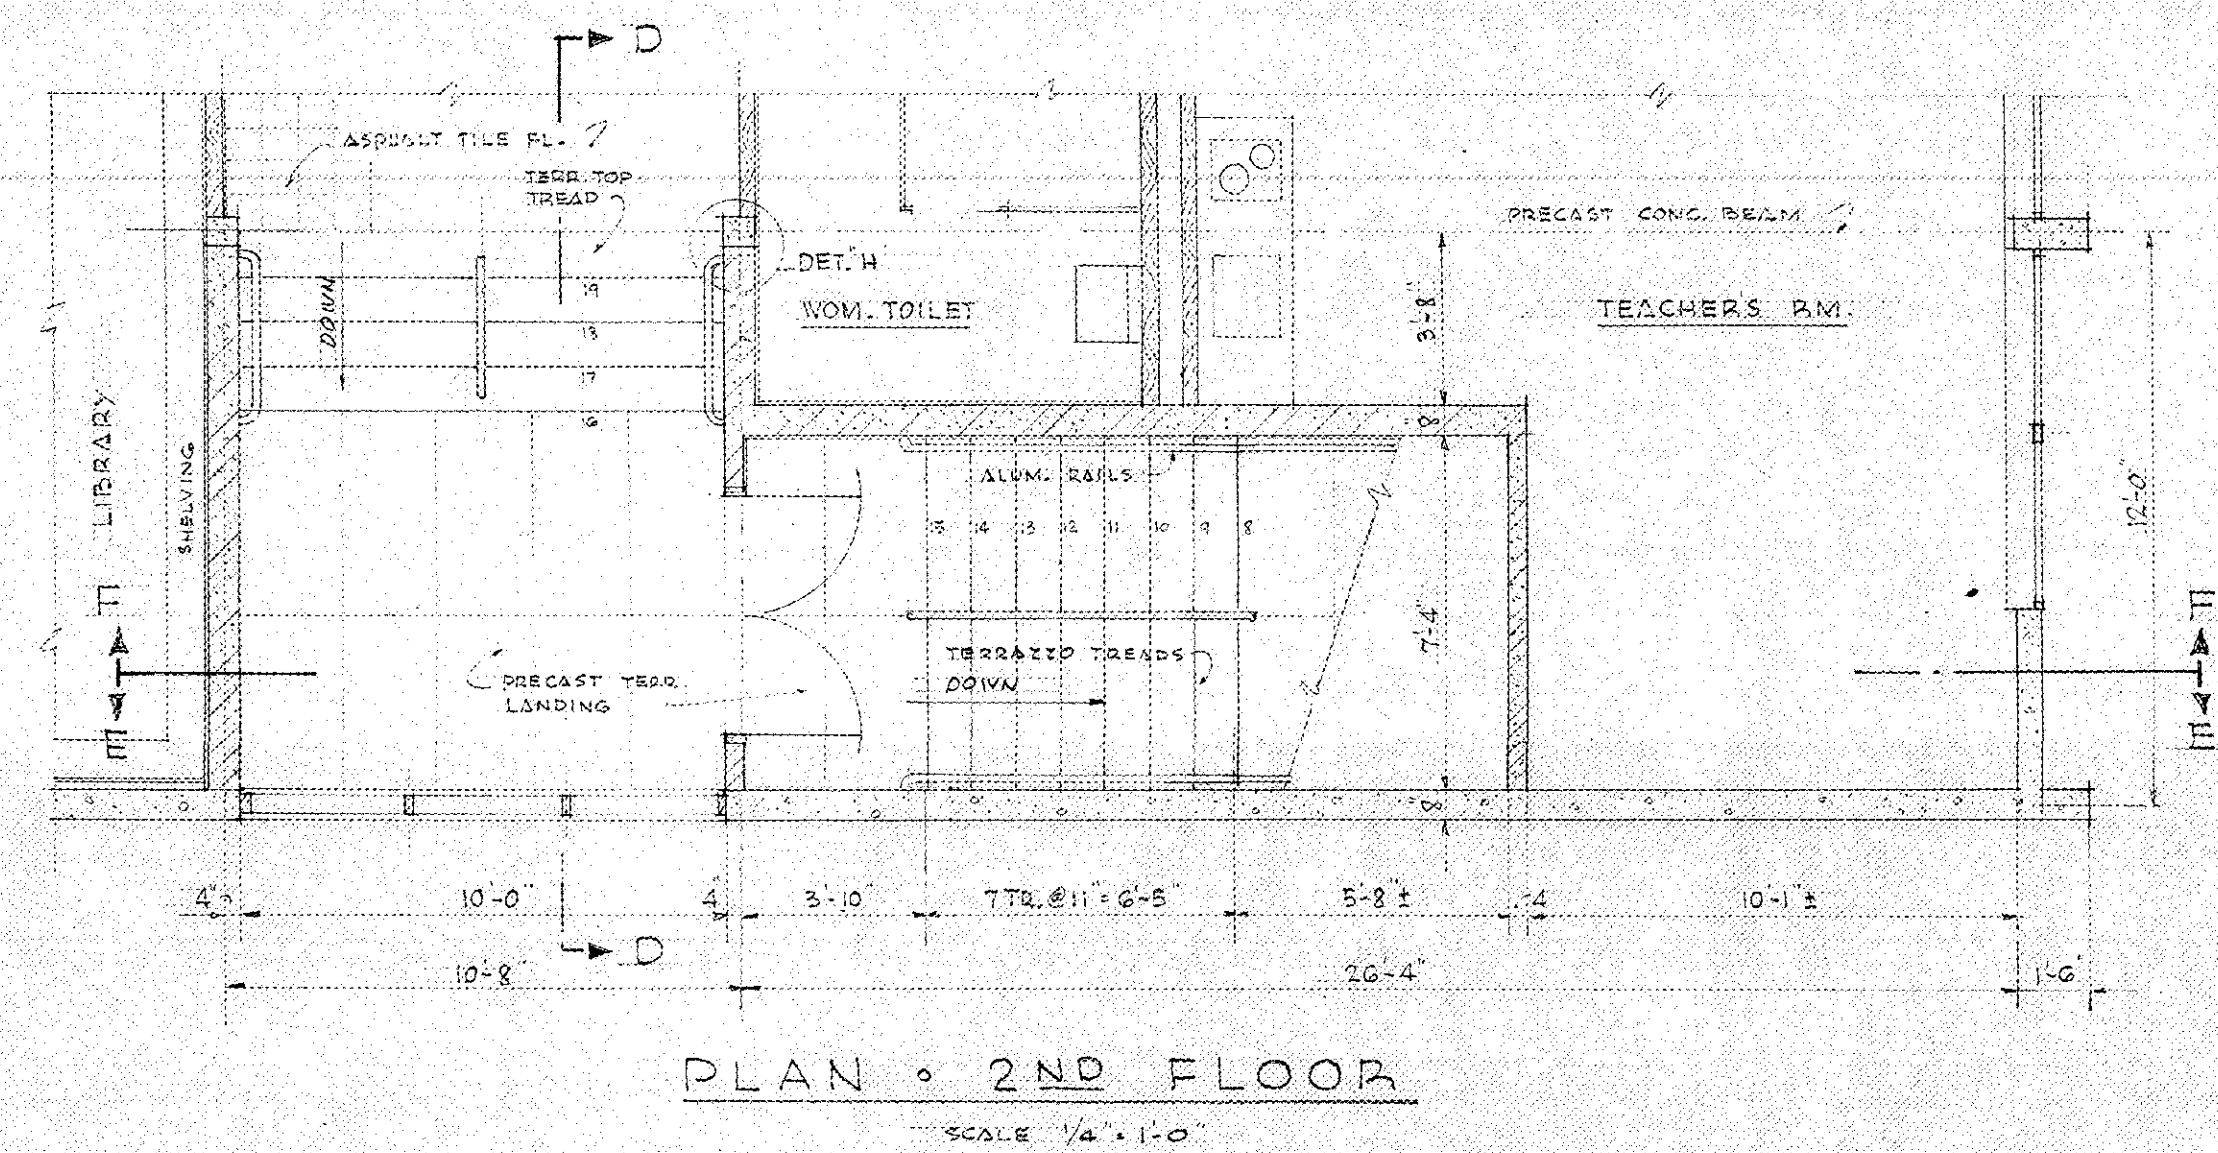 D
ASPHALT TILE FL.
TERR. TOP
TREAD
PRECAST CONC. BEAM
DET. "H"
WOM. TOILET
TEACHER'S RM.
DOWN
19
18
17
16
3'-8"
8"
LIBRARY
SHELVING
ALUM. RAILS
15 14 13 12 11 10 9 8
12'-0"
7'-4"
F
F
E
E
TERRAZZO TREADS
DOWN
PRECAST TERR.
LANDING
8"
4" 10'-0" 4" 3'-10" 7 TR. @ 11" = 6'-5" 5'-8" ± 4 10'-1" ±
D
10'-8" 26'-4" 1'-6"
PLAN • 2ND FLOOR
SCALE 1/4" = 1'-0"